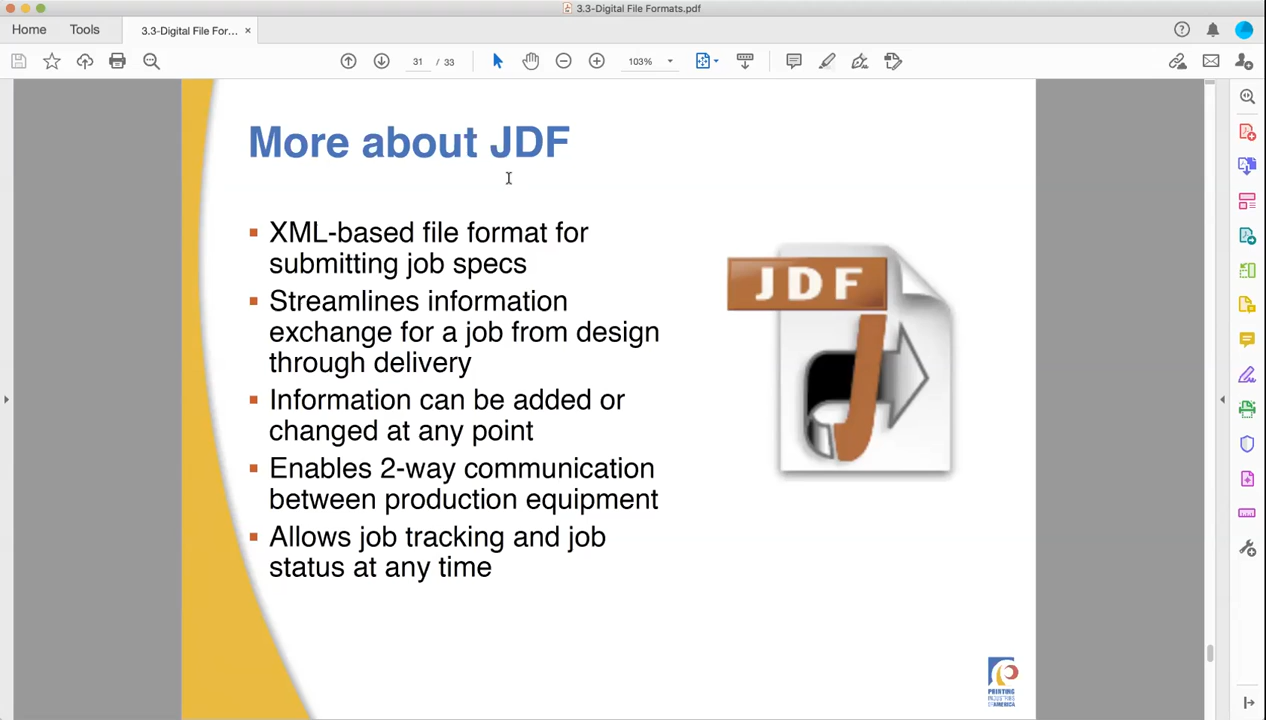 3.3-Digital File Formats.pdf
Home
Tools
3.3-Digital File For...
31 / 33
103%
More about JDF
XML-based file format for
submitting job specs
Streamlines information
exchange for a job from design
through delivery
Information can be added or
changed at any point
Enables 2-way communication
between production equipment
Allows job tracking and job
status at any time
JDF
J
PRINTING
INDUSTRIES
OF AMERICA